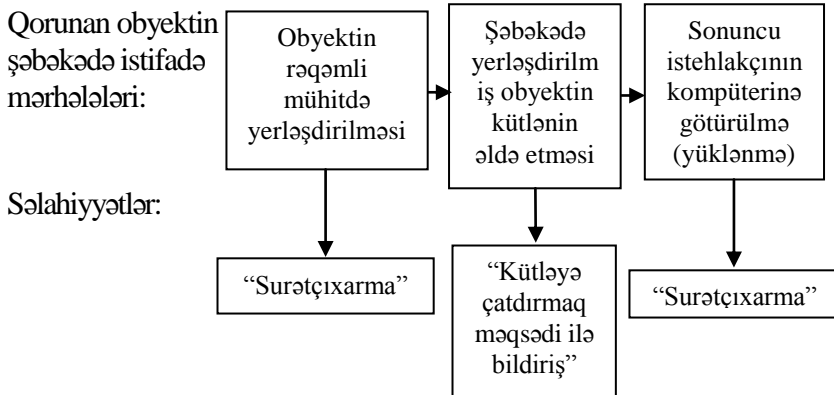 Qorunan obyektin
şəbəkədə istifadə
mərhələləri:
Obyektin
rəqəmli
mühitdə
yerləşdirilməsi
Şəbəkədə
yerləşdirilm
iş obyektin
kütlənin
əldə etməsi
Sonuncu
istehlakçının
kompüterinə
götürülmə
(yüklənmə)
Səlahiyyətlər:
“Surətçıxarma”
“Kütləyə
çatdırmaq
məqsədi ilə
bildiriş”
“Surətçıxarma”